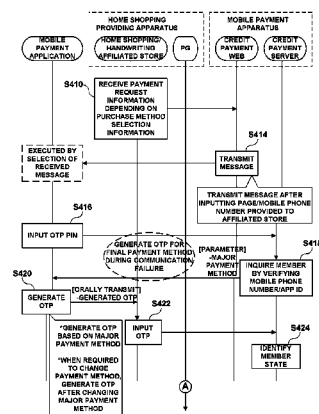 HOME SHOPPING
PROVIDING APPARATUS
MOBILE PAYMENT
APPARATUS
MOBILE
PAYMENT
APPLICATION
HOME SHOPPING/
HANDWRITING
AFFILIATED STORE
PG
CREDIT
PAYMENT
WEB
CREDIT
PAYMENT
SERVER
S410
RECEIVE PAYMENT
REQUEST
INFORMATION
DEPENDING ON
PURCHASE METHOD
SELECTION
INFORMATION
S414
TRANSMIT
MESSAGE
EXECUTED BY
SELECTION OF
RECEIVED
MESSAGE
TRANSMIT MESSAGE AFTER
INPUTTING PAGE/MOBILE PHONE
NUMBER PROVIDED TO
AFFILIATED STORE
S416
INPUT OTP PIN
GENERATE OTP FOR
FINAL PAYMENT METHOD
DURING COMMUNICATION
FAILURE
[PARAMETER]
-MAJOR
PAYMENT
METHOD
S418
INQUIRE MEMBER
BY VERIFYING
MOBILE PHONE
NUMBER/APP ID
S420
GENERATE
OTP
[ORALLY TRANSMIT
-GENERATED OTP
S422
INPUT
OTP
S424
IDENTIFY
MEMBER
STATE
*GENERATE OTP
BASED ON MAJOR
PAYMENT METHOD
*WHEN REQUIRED
TO CHANGE
PAYMENT METHOD,
GENERATE OTP
AFTER CHANGING
MAJOR PAYMENT
METHOD
A